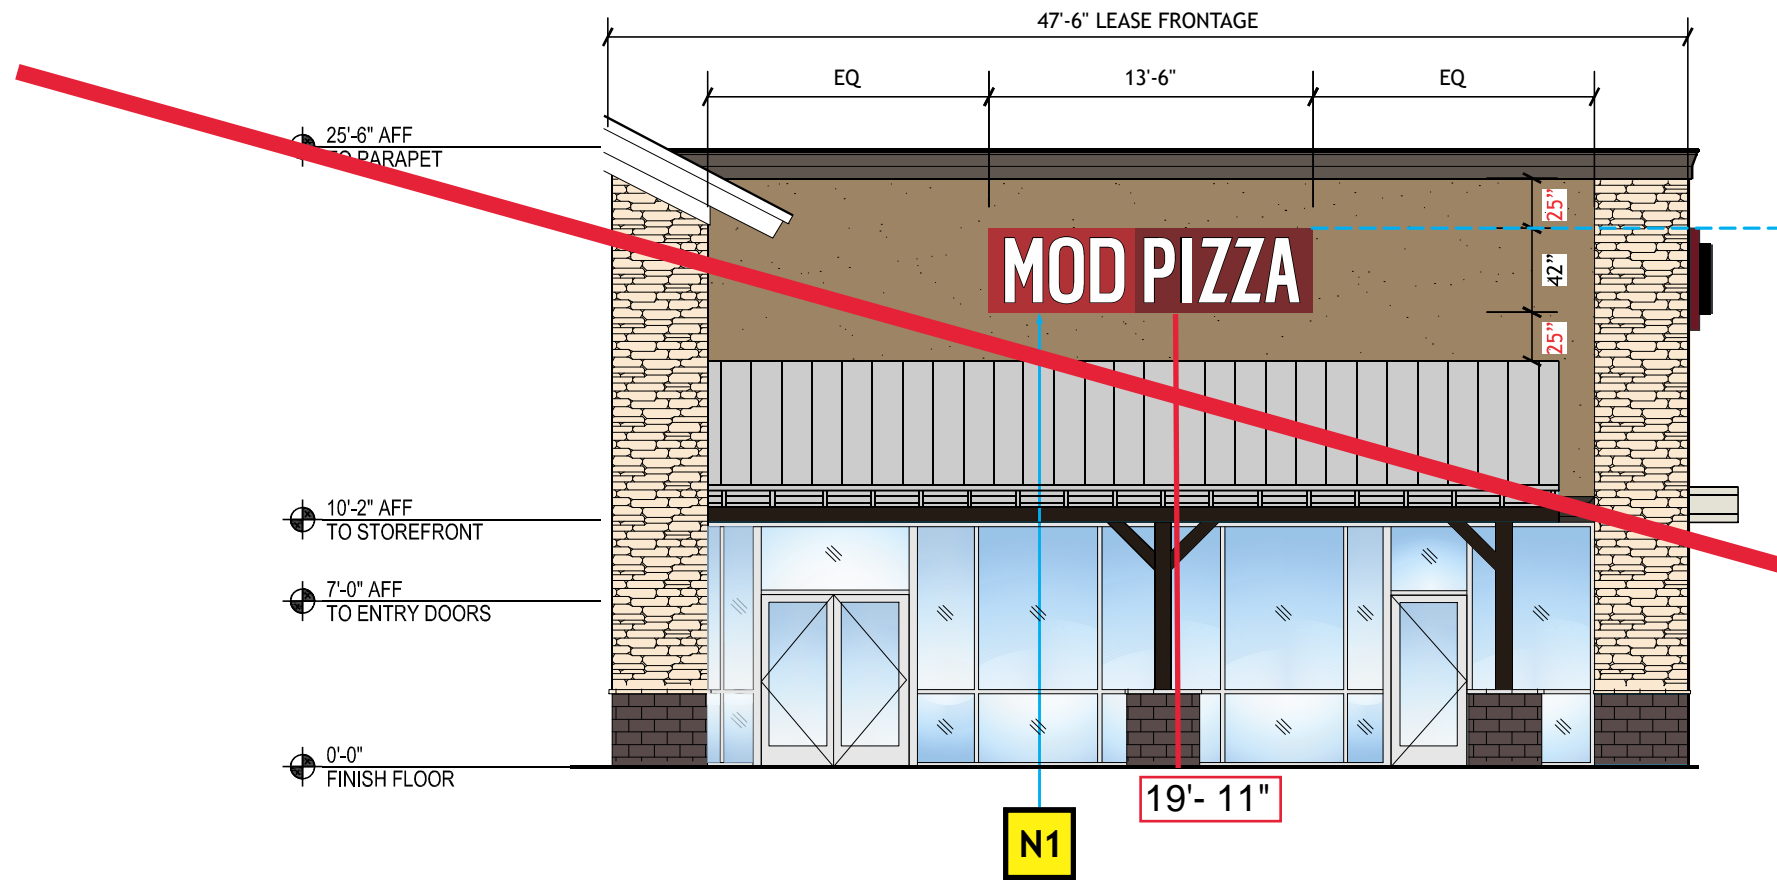 47'-6" LEASE FRONTAGE
EQ
13'-6"
EQ
25'-6" AFF
TO PARAPET
25”
MOD PIZZA
42”
25”
10'-2" AFF
TO STOREFRONT
7'-0" AFF
TO ENTRY DOORS
0'-0"
FINISH FLOOR
19'- 11"
N1